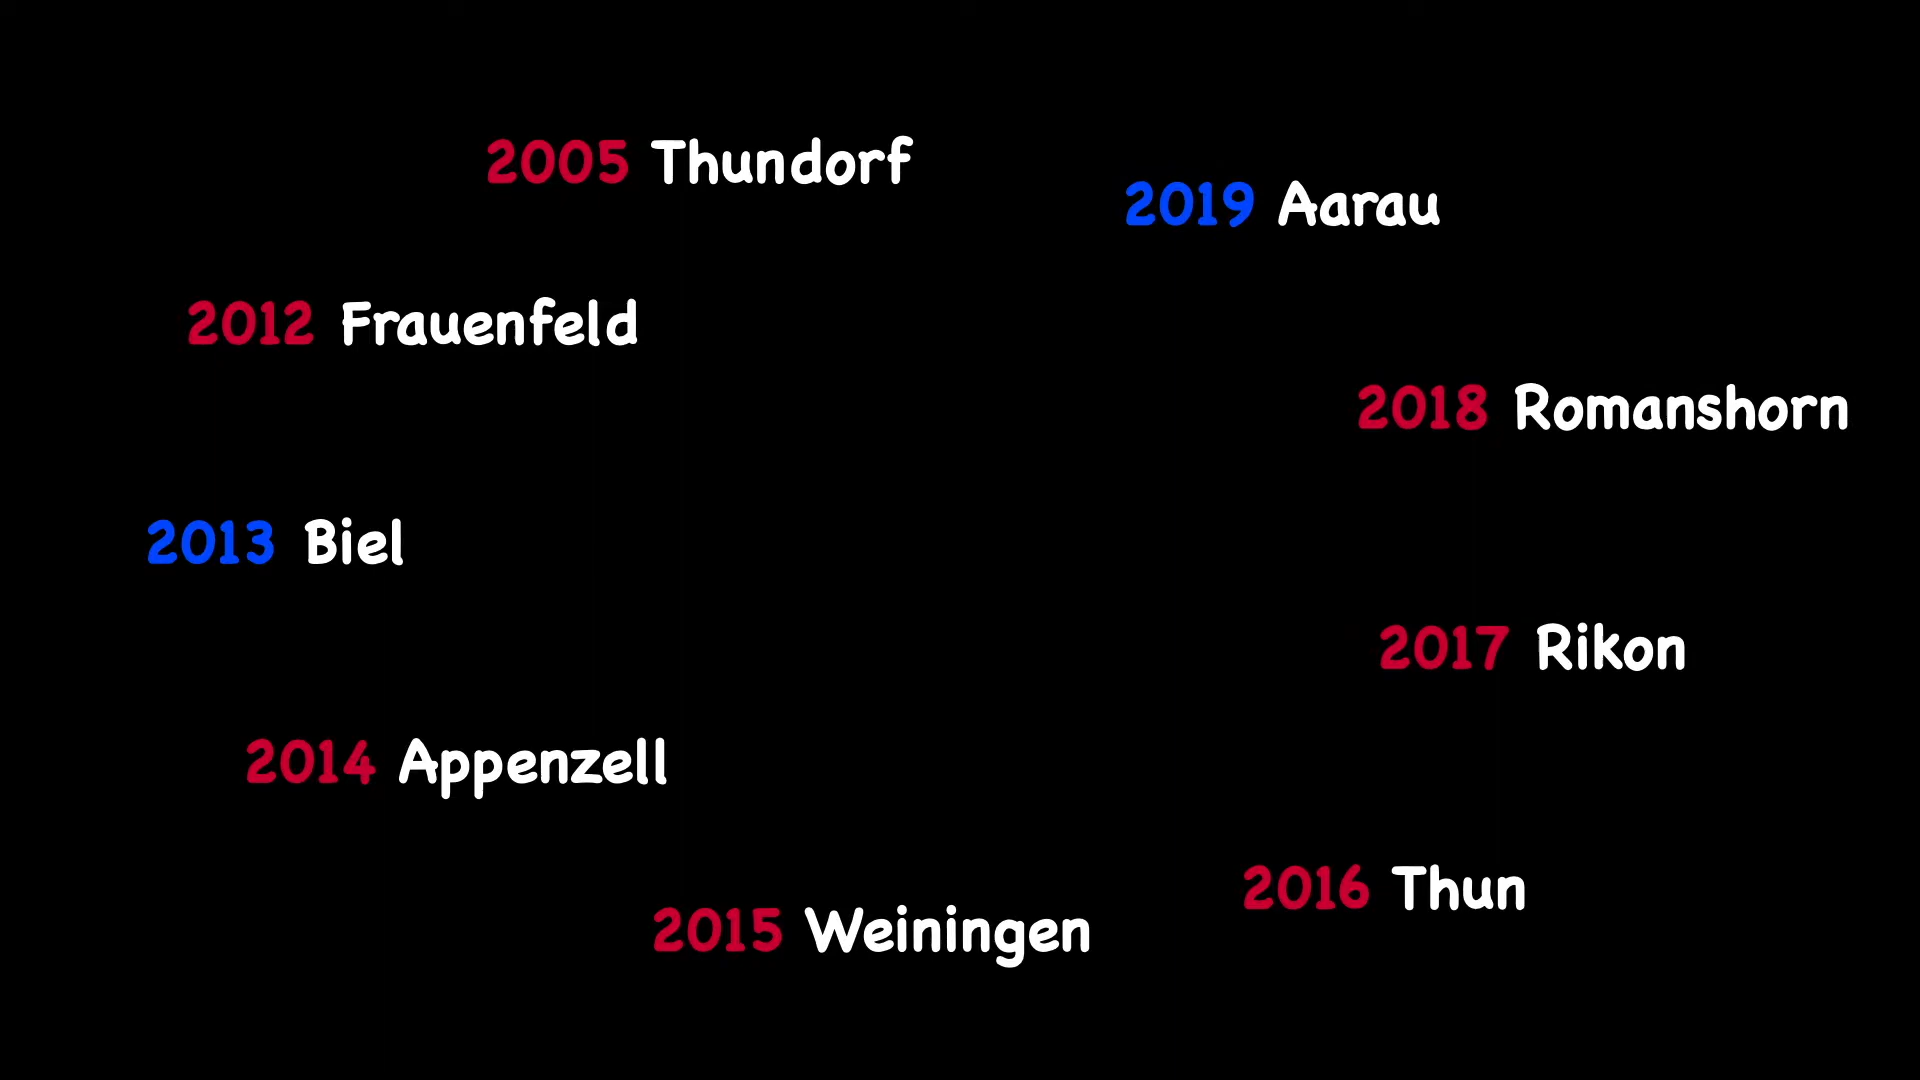 2005 Thundorf
2019 Aarau
2012 Frauenfeld
2018 Romanshorn
2013 Biel
2017 Rikon
2014 Appenzell
2016 Thun
2015 Weiningen